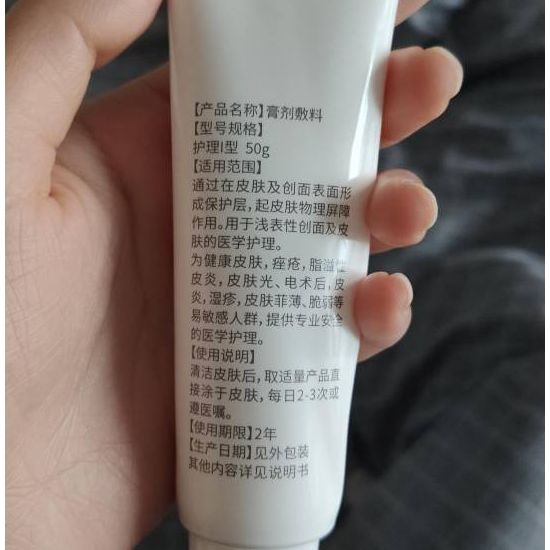 【产品名称】膏剂敷料
【型号规格】
护理I型 50g
【适用范围】
通过在皮肤及创面表面形
成保护层，起皮肤物理屏障
作用。用于浅表性创面及皮
肤的医学护理。
为健康皮肤，痤疮，脂溢性
皮炎，皮肤光、电术后，皮
炎，湿疹，皮肤菲薄、脆弱等
易敏感人群，提供专业安全
的医学护理。
【使用说明】
清洁皮肤后，取适量产品直
接涂于皮肤，每日2-3次或
遵医嘱。
【使用期限】2年
【生产日期】见外包装
其他内容详见说明书